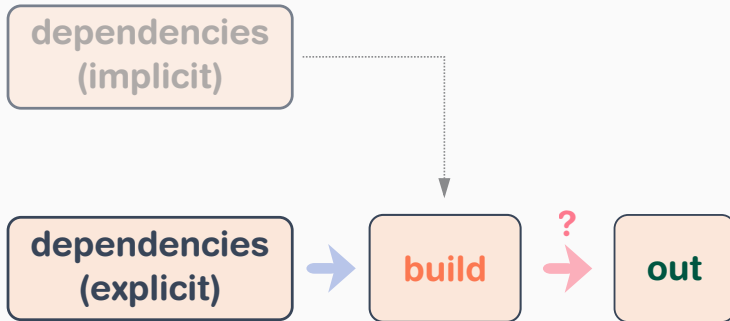 dependencies
(implicit)
dependencies
(explicit)
build
?
out